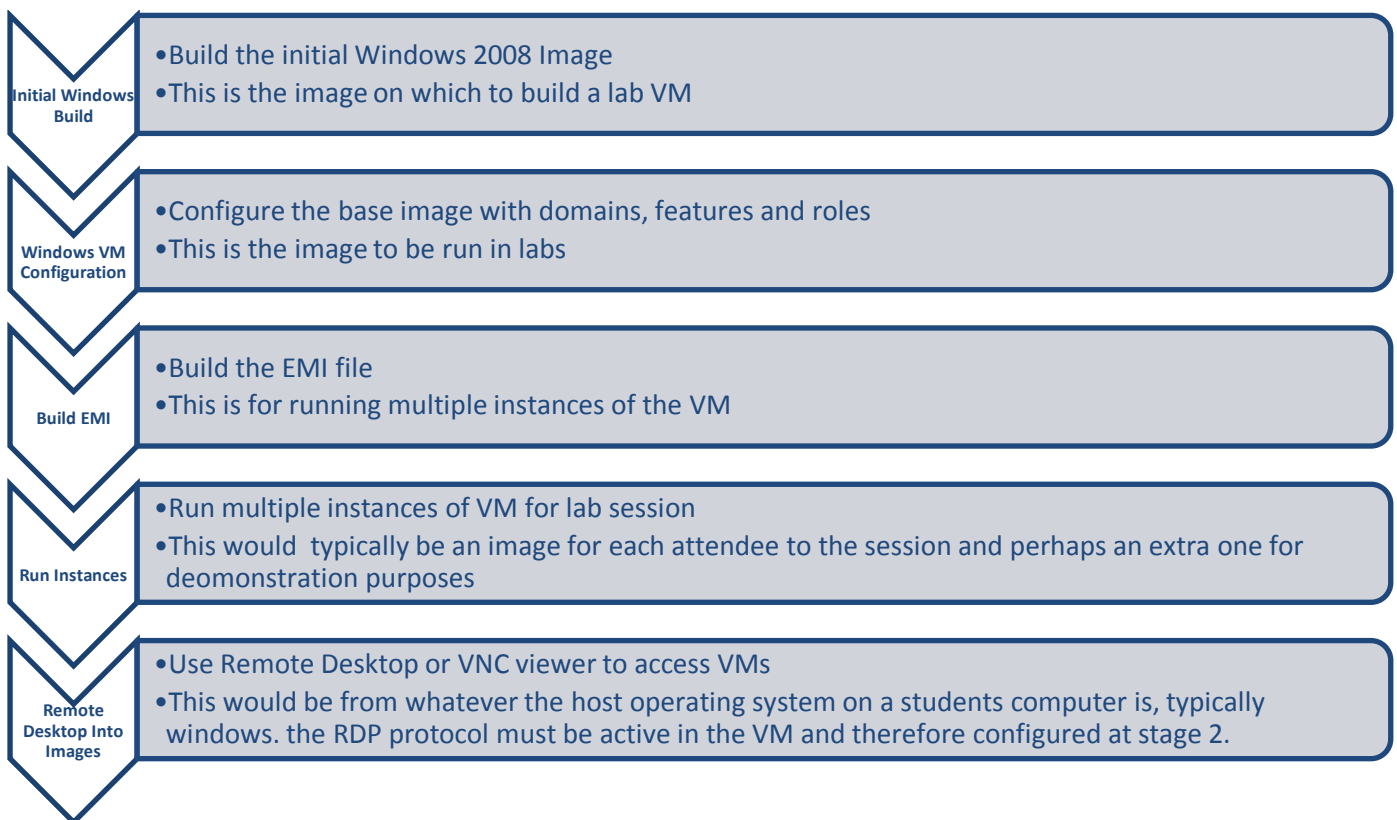 Initial Windows
Build
•Build the initial Windows 2008 Image
•This is the image on which to build a lab VM
Windows VM
Configuration
•Configure the base image with domains, features and roles
•This is the image to be run in labs
Build EMI
•Build the EMI file
•This is for running multiple instances of the VM
Run Instances
•Run multiple instances of VM for lab session
•This would  typically be an image for each attendee to the session and perhaps an extra one for
deomonstration purposes
Remote
Desktop Into
Images
•Use Remote Desktop or VNC viewer to access VMs
•This would be from whatever the host operating system on a students computer is, typically
windows. the RDP protocol must be active in the VM and therefore configured at stage 2.